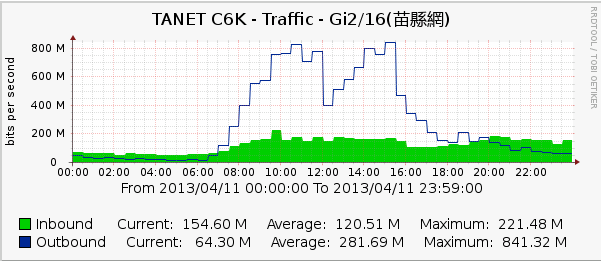 TANET C6K - Traffic - Gi2/16(苗縣網)
RRDTOOL / TOBI OETIKER
bits per second
800 M
600 M
400 M
200 M
0
00:00 02:00 04:00 06:00 08:00 10:00 12:00 14:00 16:00 18:00 20:00 22:00
From 2013/04/11 00:00:00 To 2013/04/11 23:59:00
Inbound Current: 154.60 M Average: 120.51 M Maximum: 221.48 M
Outbound Current: 64.30 M Average: 281.69 M Maximum: 841.32 M